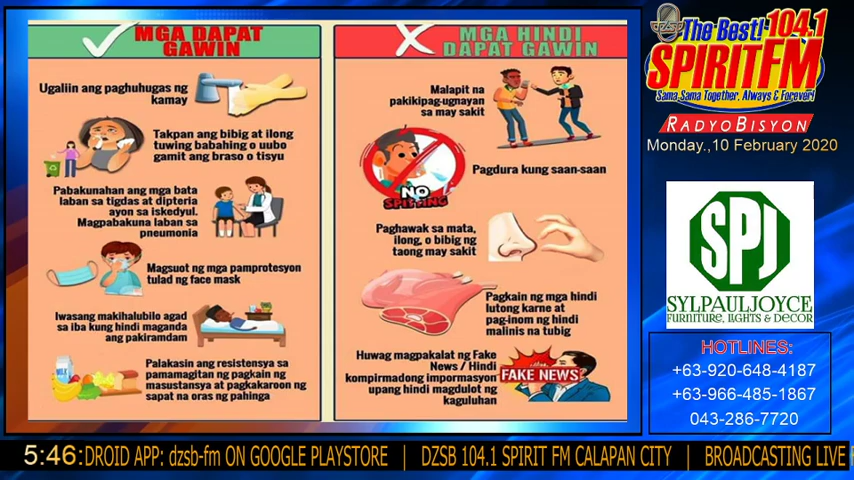 MGA DAPAT
GAWIN
Ugaliin ang paghuhugas ng
kamay
Takpan ang bibig at ilong
tuwing babahing o uubo
gamit ang braso o tisyu
Pabakunahan ang mga bata
laban sa tigdas at dipteria
ayon sa iskedyul.
Magpabakuna laban sa
pneumonia
Magsuot ng mga pamprotesyon
tulad ng face mask
Iwasang makihalubilo agad
sa iba kung hindi maganda
ang pakiramdam
MILK
Palakasin ang resistensya sa
pamamagitan ng pagkain ng
masustansya at pagkakaroon ng
sapat na oras ng pahinga
MGA HINDI
DAPAT GAWIN
Malapit na
pakikipag-ugnayan
sa may sakit
NO
SPITTING
Pagdura kung saan-saan
Paghawak sa mata,
ilong, o bibig ng
taong may sakit
Pagkain ng mga hindi
lutong karne at
pag-inom ng hindi
malinis na tubig
Huwag magpakalat ng Fake
News / Hindi
kompirmadong impormasyon
upang hindi magdulot ng
kaguluhan
FAKE NEWS
The Best! 104.1
SPIRIT FM
Sama, Sama Together, Always & Forever!
RADYOBISYON
Monday.,10 February 2020
SPJ
SYLPAULJOYCE
FURNITURE, LIGHTS & DECOR
HOTLINES:
+63-920-648-4187
+63-966-485-1867
043-286-7720
5:46:DROID APP: dzsb-fm ON GOOGLE PLAYSTORE | DZSB 104.1 SPIRIT FM CALAPAN CITY | BROADCASTING LIVE